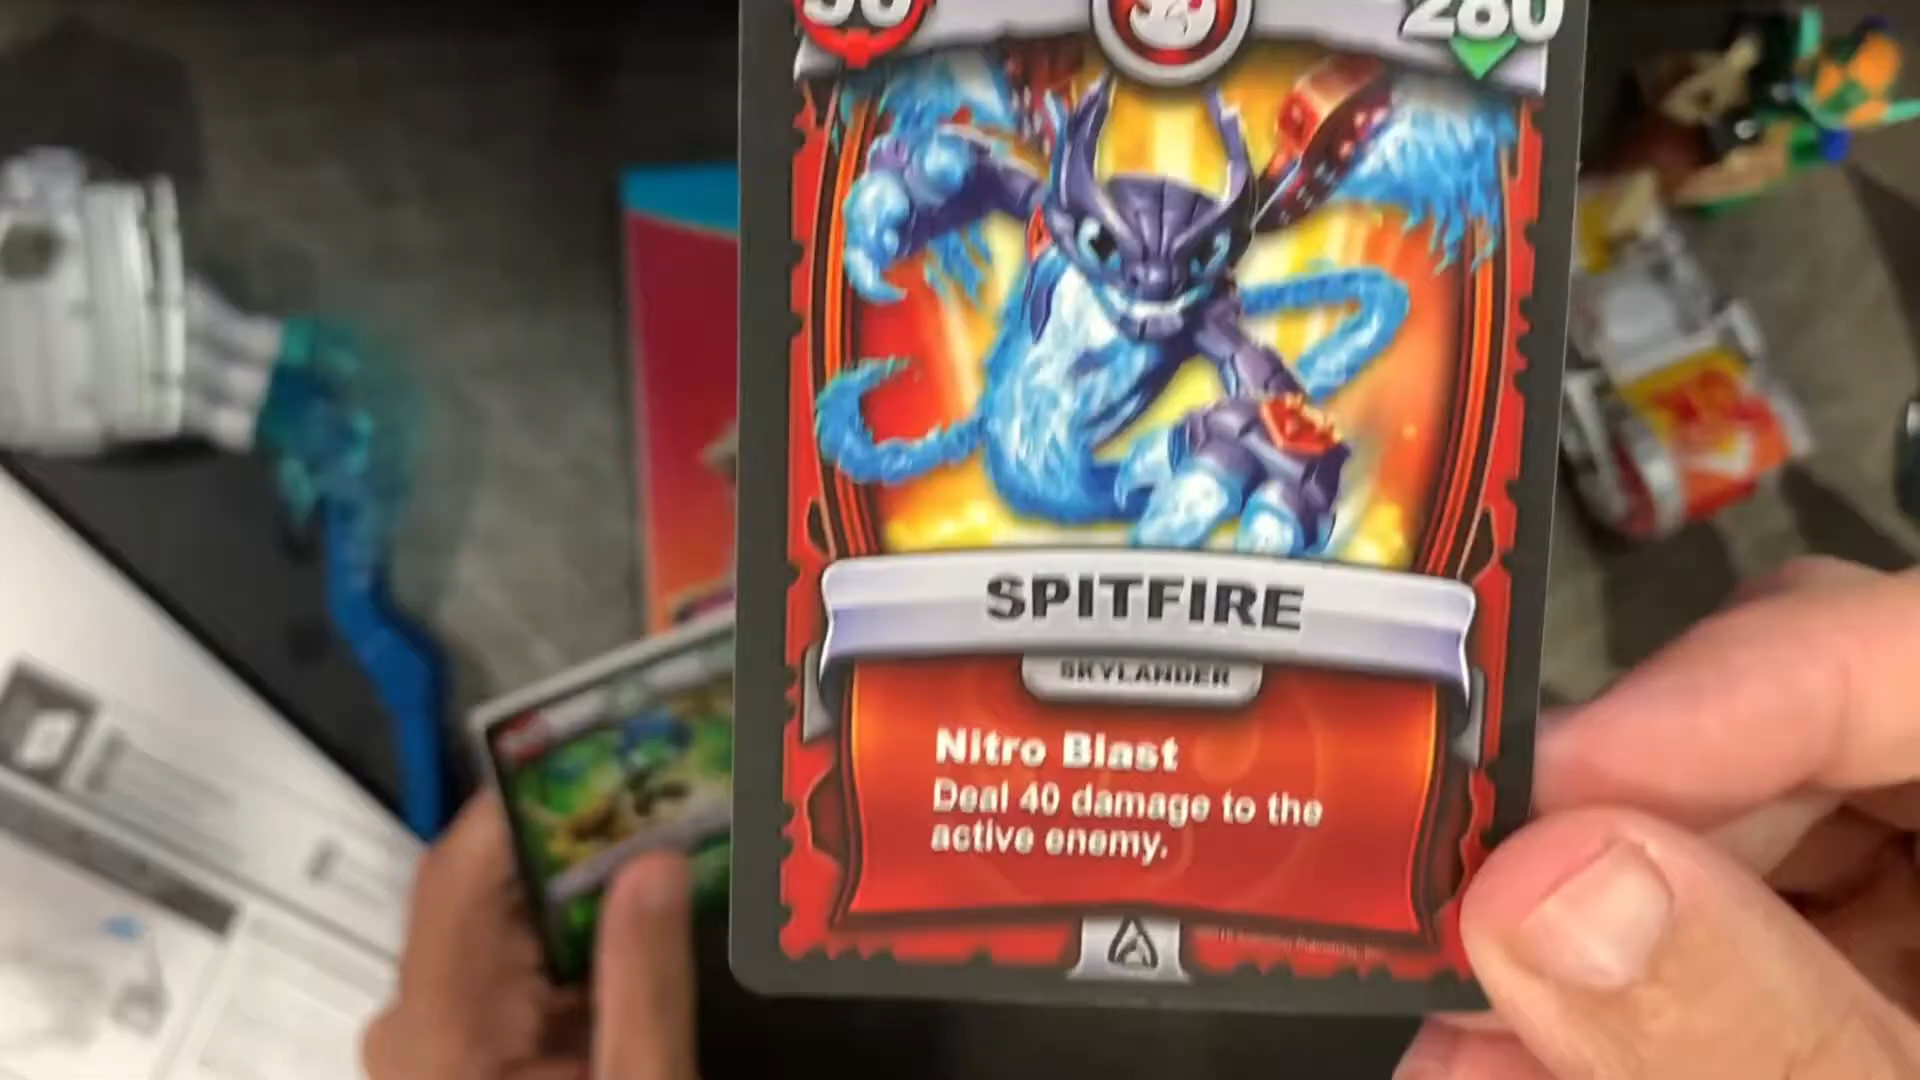 280
SPITFIRE
SKYLANDER
Nitro Blast
Deal 40 damage to the
active enemy.